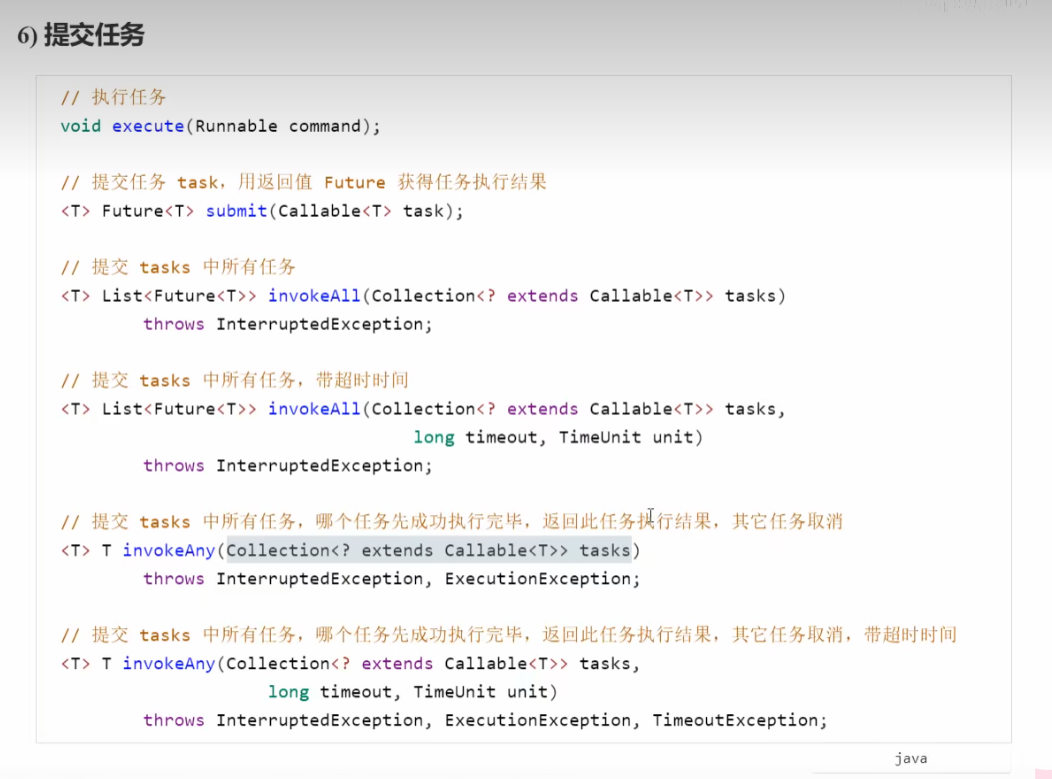 6) 提交任务
// 执行任务
void execute(Runnable command);
// 提交任务 task，用返回值 Future 获得任务执行结果
<T> Future<T> submit(Callable<T> task);
// 提交 tasks 中所有任务
<T> List<Future<T>> invokeAll(Collection<? extends Callable<T>> tasks)
throws InterruptedException;
// 提交 tasks 中所有任务，带超时时间
<T> List<Future<T>> invokeAll(Collection<? extends Callable<T>> tasks,
long timeout, TimeUnit unit)
throws InterruptedException;
// 提交 tasks 中所有任务，哪个任务先成功执行完毕，返回此任务执行结果，其它任务取消
<T> T invokeAny(Collection<? extends Callable<T>> tasks)
throws InterruptedException, ExecutionException;
// 提交 tasks 中所有任务，哪个任务先成功执行完毕，返回此任务执行结果，其它任务取消，带超时时间
<T> T invokeAny(Collection<? extends Callable<T>> tasks,
long timeout, TimeUnit unit)
throws InterruptedException, ExecutionException, TimeoutException;
java